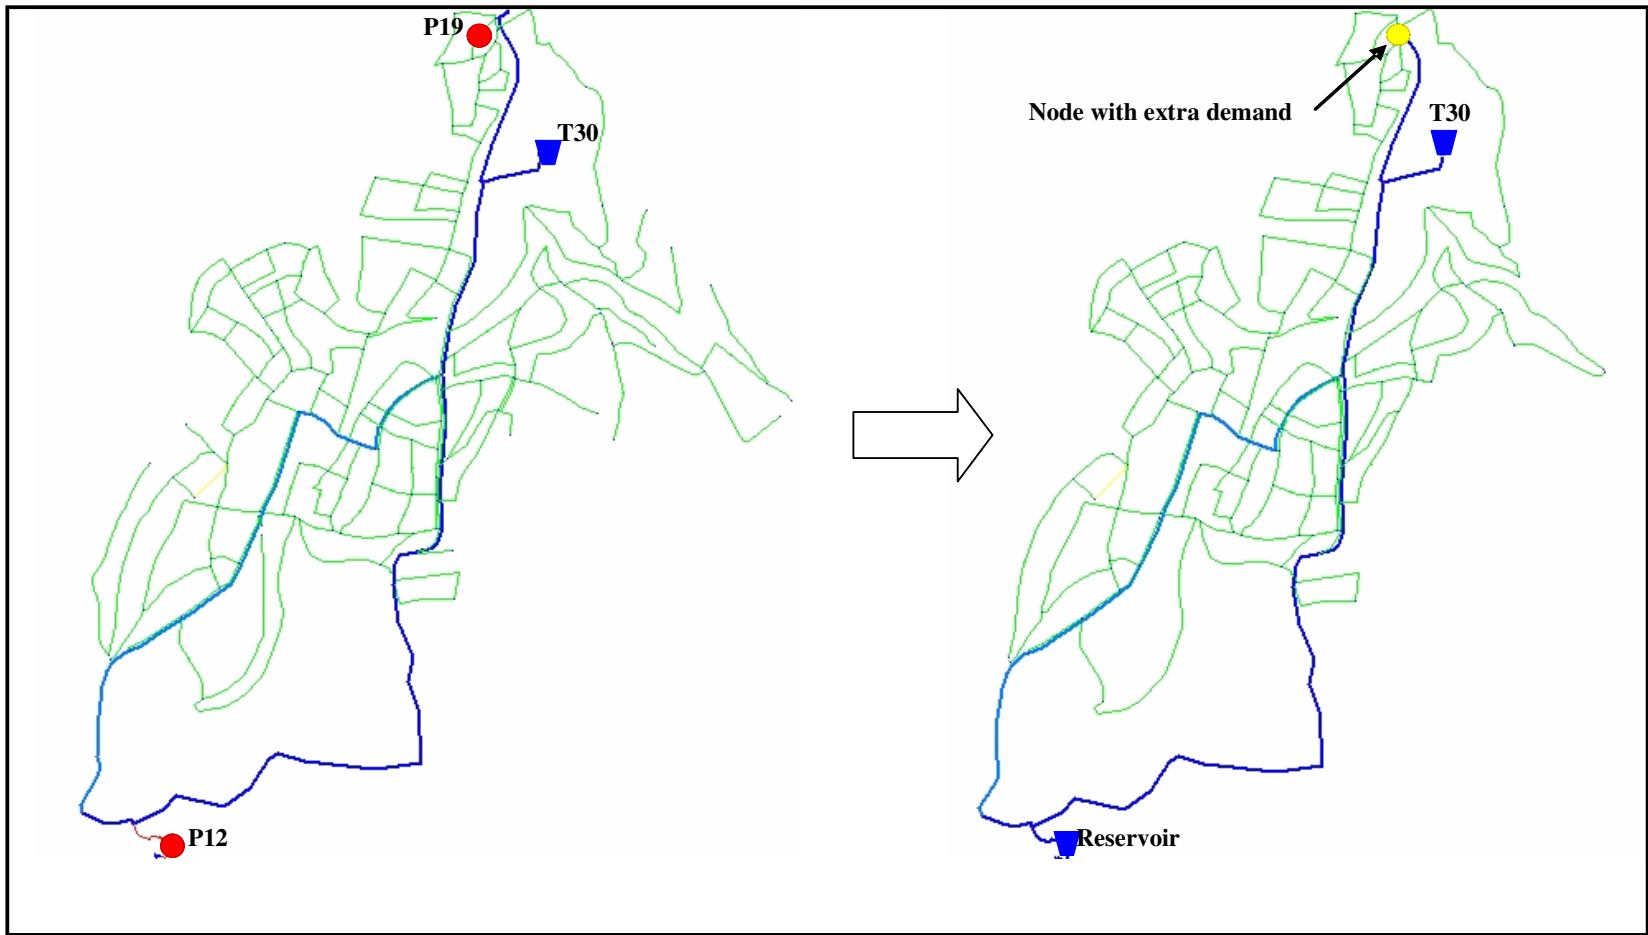 P19
T30
P12
Node with extra demand
T30
Reservoir